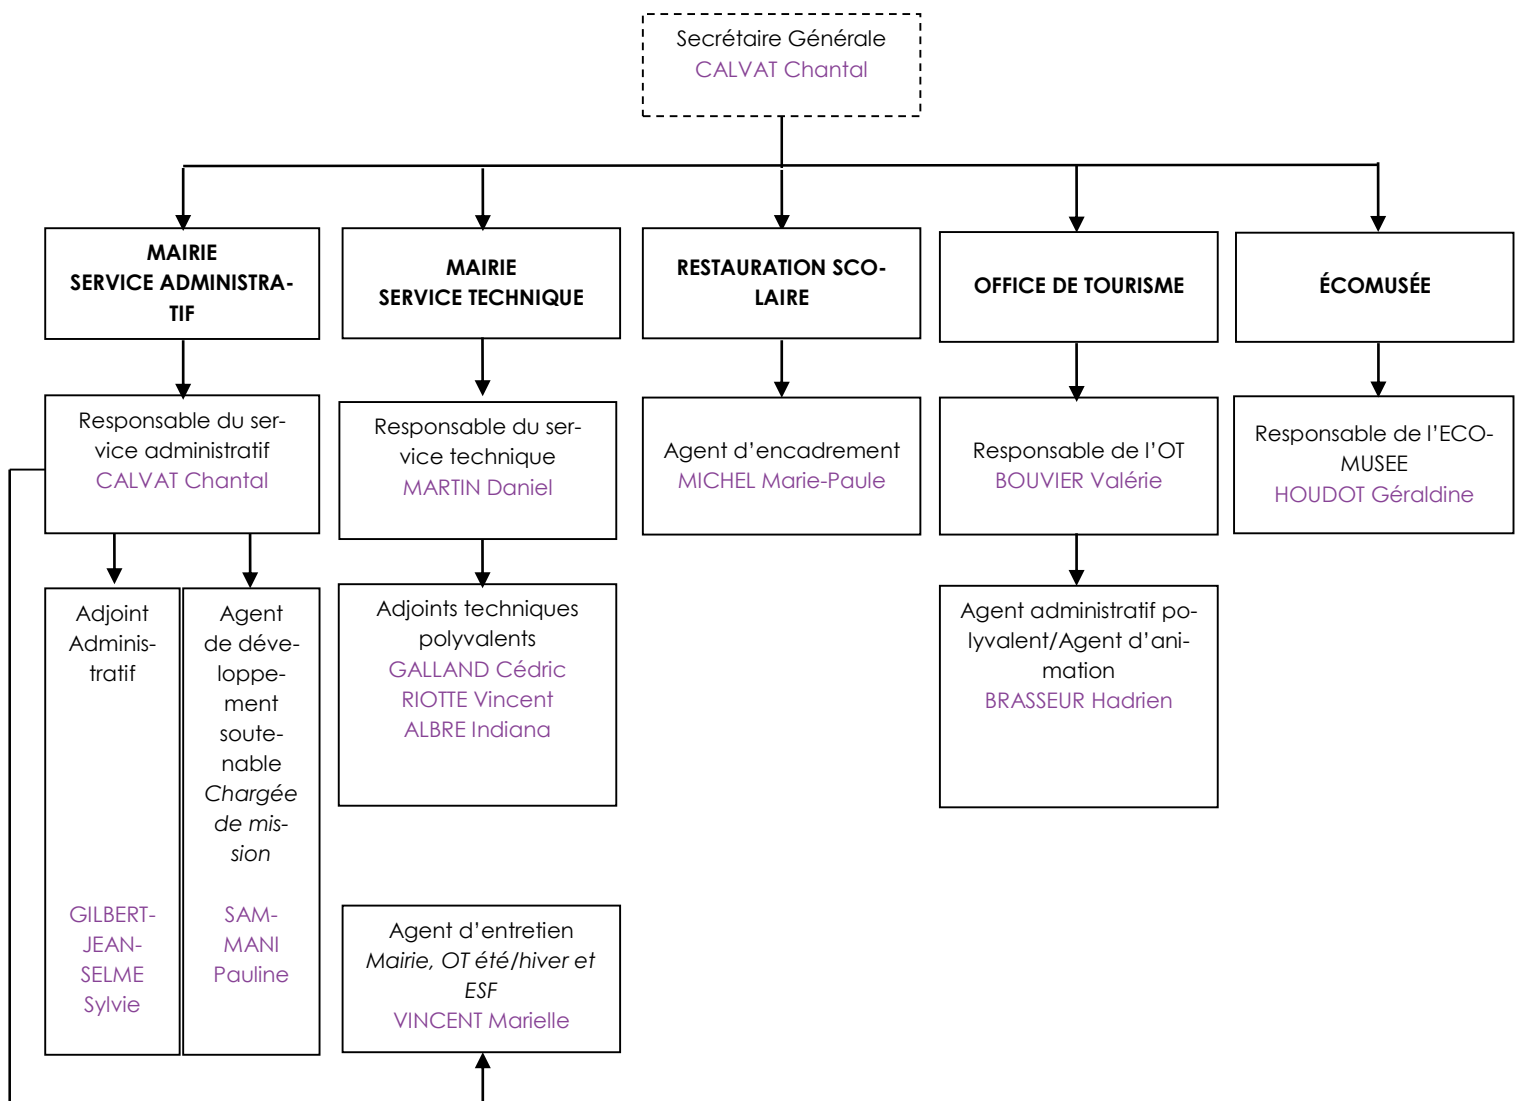 Secrétaire Générale
CALVAT Chantal
MAIRIE
SERVICE ADMINISTRA-
TIF
MAIRIE
SERVICE TECHNIQUE
RESTAURATION SCO-
LAIRE
OFFICE DE TOURISME
ÉCOMUSÉE
Responsable du ser-
vice administratif
CALVAT Chantal
Responsable du ser-
vice technique
MARTIN Daniel
Agent d’encadrement
MICHEL Marie-Paule
Responsable de l’OT
BOUVIER Valérie
Responsable de l’ECO-
MUSEE
HOUDOT Géraldine
Adjoint
Adminis-
tratif
GILBERT-
JEAN-
SELME
Sylvie
Agent
de déve-
loppe-
ment
soute-
nable
Chargée
de mis-
sion
SAM-
MANI
Pauline
Adjoints techniques
polyvalents
GALLAND Cédric
RIOTTE Vincent
ALBRE Indiana
Agent administratif po-
lyvalent/Agent d’ani-
mation
BRASSEUR Hadrien
Agent d’entretien
Mairie, OT été/hiver et
ESF
VINCENT Marielle